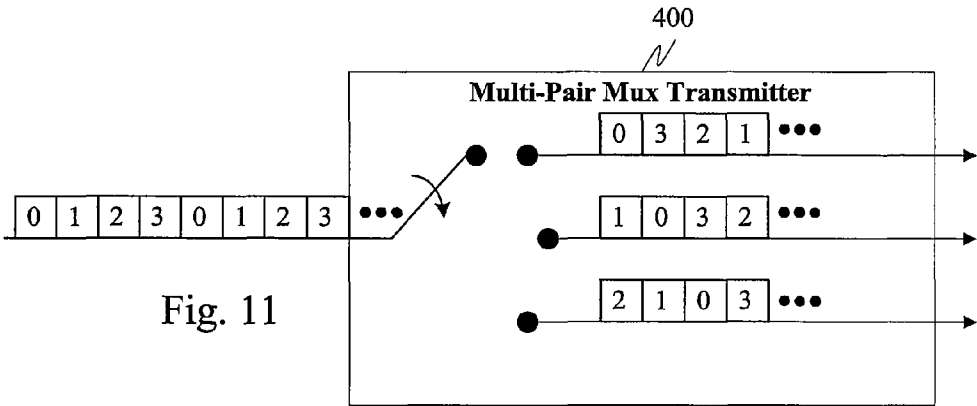 400
Multi-Pair Mux Transmitter
0 3 2 1 •••
0 1 2 3 0 1 2 3 •••
1 0 3 2 •••
2 1 0 3 •••
Fig. 11